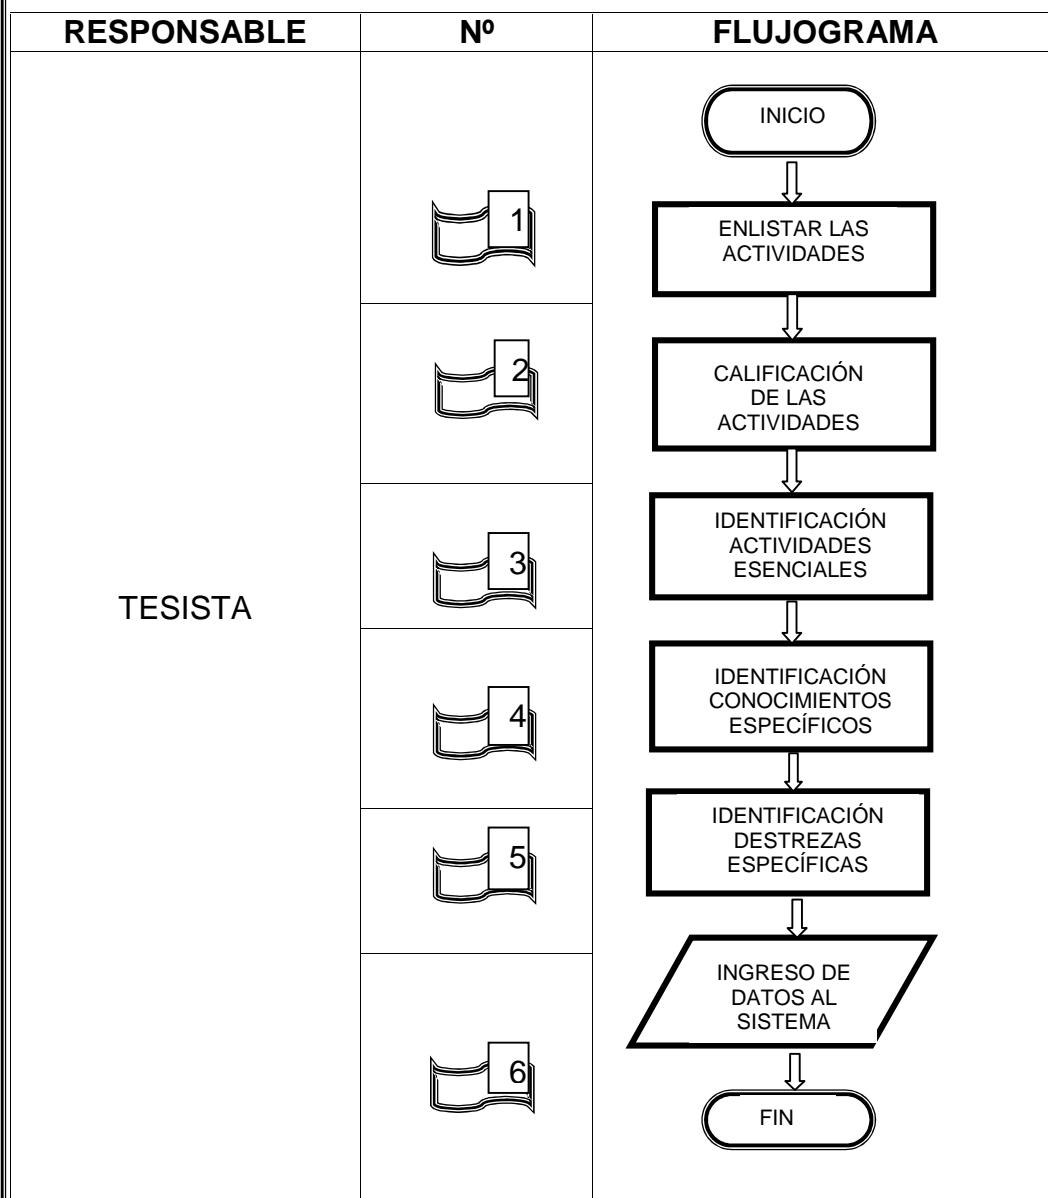 RESPONSABLE Nº FLUJOGRAMA
INICIO
1
ENLISTAR LAS
ACTIVIDADES
2
CALIFICACIÓN
DE LAS
ACTIVIDADES
3
IDENTIFICACIÓN
ACTIVIDADES
ESENCIALES
TESISTA
4
IDENTIFICACIÓN
CONOCIMIENTOS
ESPECÍFICOS
5
IDENTIFICACIÓN
DESTREZAS
ESPECÍFICAS
6
INGRESO DE
DATOS AL
SISTEMA
FIN